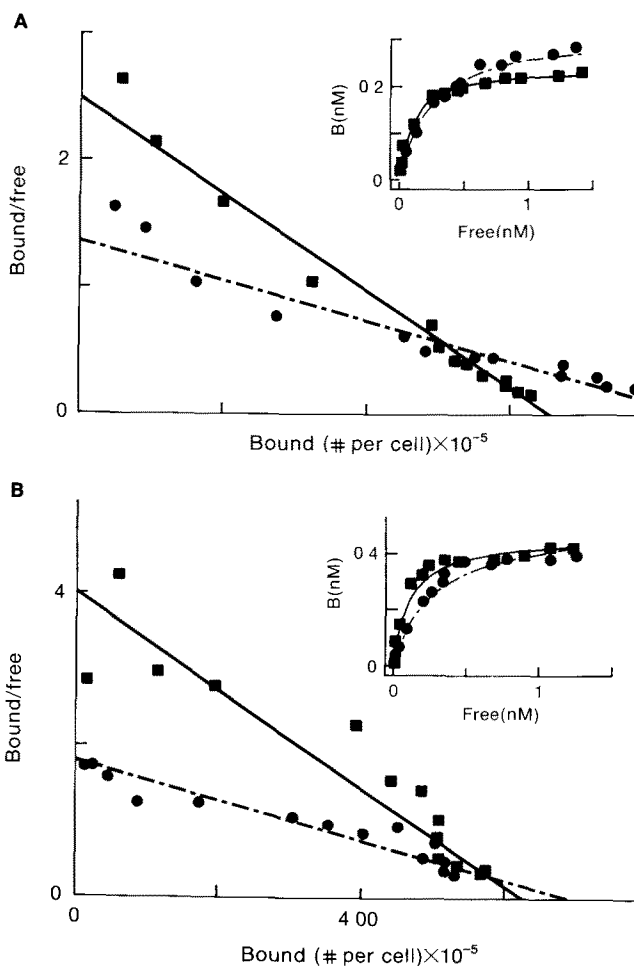 A
Bound/free
2
0
B(nM)
0 2
0
0
1
Free(nM)
Bound (# per cell)×10⁻⁵
B
Bound/free
4
0
B(nM)
0 4
0
0
1
Free(nM)
0
4 00
Bound (# per cell)×10⁻⁵